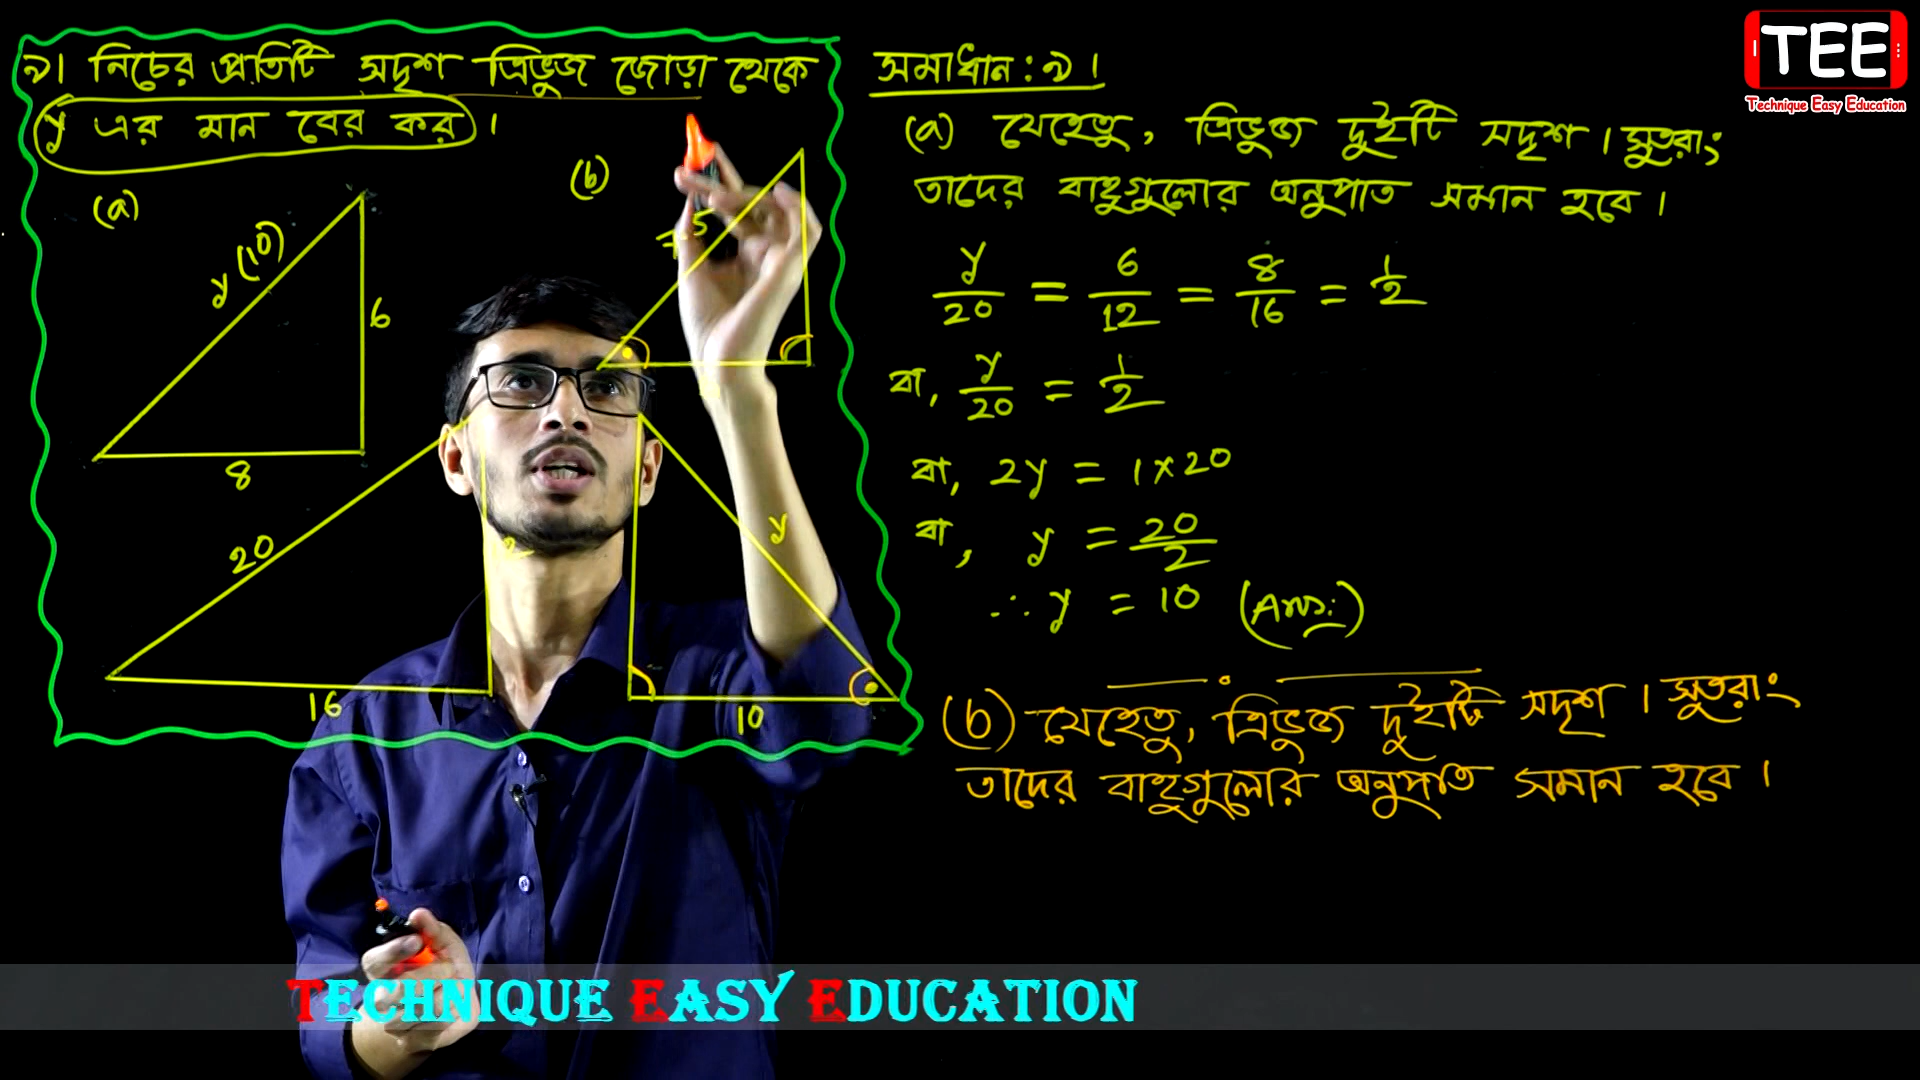 ৯। নিচের প্রতিটি সদৃশ ত্রিভুজ জোড়া থেকে
y এর মান বের কর।
(a)
y (10)
6
8
20
16
(b)
y
10
সমাধান: ৯।
(a) যেহেতু, ত্রিভুজ দুইটি সদৃশ। সুতরাং
তাদের বাহুগুলোর অনুপাত সমান হবে।
y/20 = 6/12 = 8/16 = 1/2
বা, y/20 = 1/2
বা, 2y = 1×20
বা, y = 20/2
∴ y = 10 (Ans:)
(b) যেহেতু, ত্রিভুজ দুইটি সদৃশ। সুতরাং
তাদের বাহুগুলোর অনুপাত সমান হবে।
TEE
Technique Easy Education
TECHNIQUE EASY EDUCATION